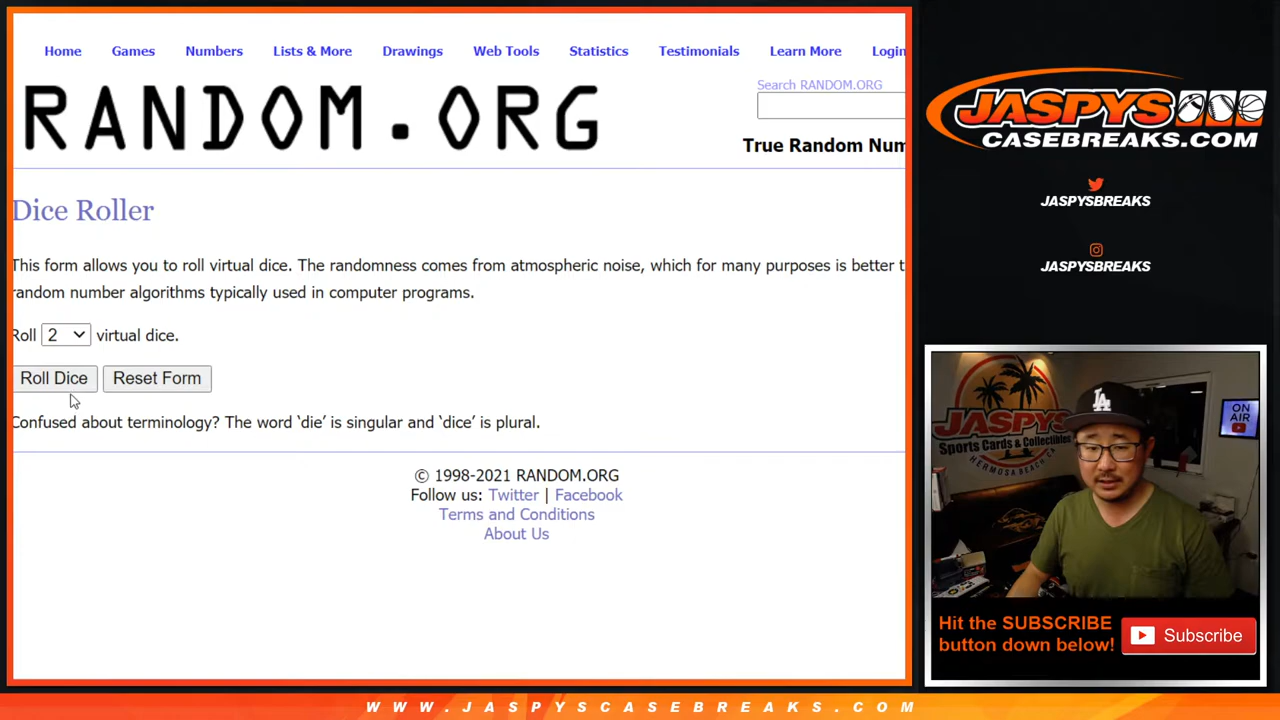 Home Games Numbers Lists & More Drawings Web Tools Statistics Testimonials Learn More Login
RANDOM.ORG
Search RANDOM.ORG
True Random Num
Dice Roller
This form allows you to roll virtual dice. The randomness comes from atmospheric noise, which for many purposes is better t
random number algorithms typically used in computer programs.
Roll 2 virtual dice.
Roll Dice Reset Form
Confused about terminology? The word ‘die’ is singular and ‘dice’ is plural.
© 1998-2021 RANDOM.ORG
Follow us: Twitter | Facebook
Terms and Conditions
About Us
JASPYS
CASEBREAKS.COM
JASPYSBREAKS
JASPYSBREAKS
JASPYS
Sports Cards & Collectibles
HERMOSA BEACH, CA
LA
ON
AIR
Hit the SUBSCRIBE
button down below!
Subscribe
WWW.JASPYSCASEBREAKS.COM